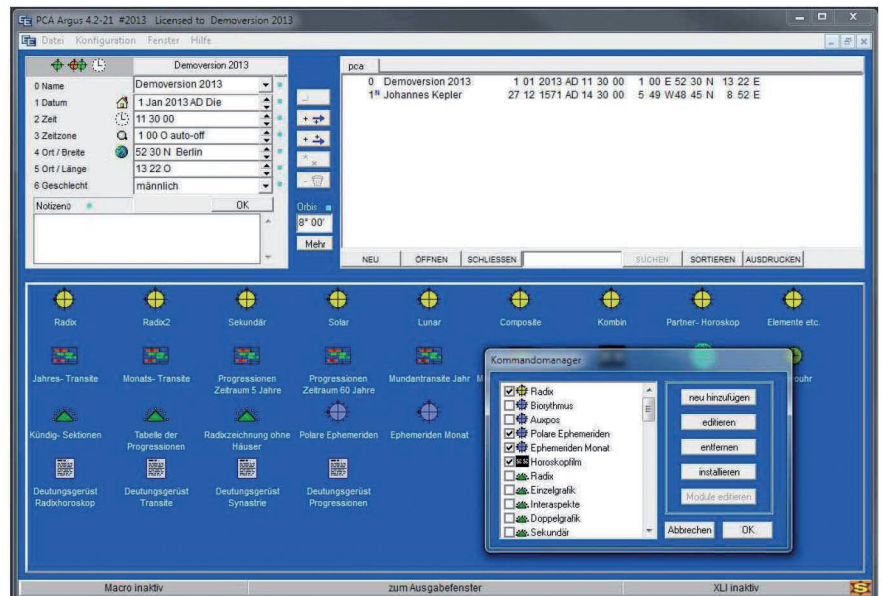 PCA Argus 4.2-21 #2013 Licensed to Demoversion 2013
Datei Konfiguration Fenster Hilfe
Demoversion 2013
0 Name Demoversion 2013
1 Datum 1 Jan 2013 AD Die
2 Zeit 11 30 00
3 Zeitzone 1 00 O auto-off
4 Ort / Breite 52 30 N Berlin
5 Ort / Länge 13 22 O
6 Geschlecht männlich
Notizen0 OK
Orbis
8° 00'
Mehr
pca
0 Demoversion 2013 1 01 2013 AD 11 30 00 1 00 E 52 30 N 13 22 E
1N Johannes Kepler 27 12 1571 AD 14 30 00 5 49 W48 45 N 8 52 E
NEU ÖFFNEN SCHLIESSEN SUCHEN SORTIEREN AUSDRUCKEN
Radix Radix2 Sekundär Solar Lunar Composite Kombin Partner- Horoskop Elemente etc.
Jahres- Transite Monats- Transite Progressionen Zeitraum 5 Jahre Progressionen Zeitraum 60 Jahre Mundantransite Jahr
Kündig- Sektionen Tabelle der Progressionen Radixzeichnung ohne Häuser Polare Ephemeriden Ephemeriden Monat
Deutungsgerüst Radixhoroskop Deutungsgerüst Transite Deutungsgerüst Synastrie Deutungsgerüst Progressionen
Kommandomanager
Radix
Biorythmus
Auxpos
Polare Ephemeriden
Ephemeriden Monat
Horoskopfilm
Radix
Einzelgrafik
Interaspekte
Doppelgrafik
Sekundär
neu hinzufügen
editieren
entfernen
installieren
Module editieren
Abbrechen OK
Macro inaktiv zum Ausgabefenster XLI inaktiv